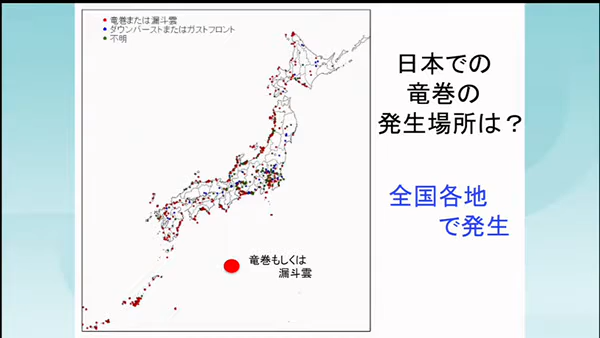 竜巻または漏斗雲
ダウンバーストまたはガストフロント
不明
日本での
竜巻の
発生場所は？
全国各地
で発生
竜巻もしくは
漏斗雲